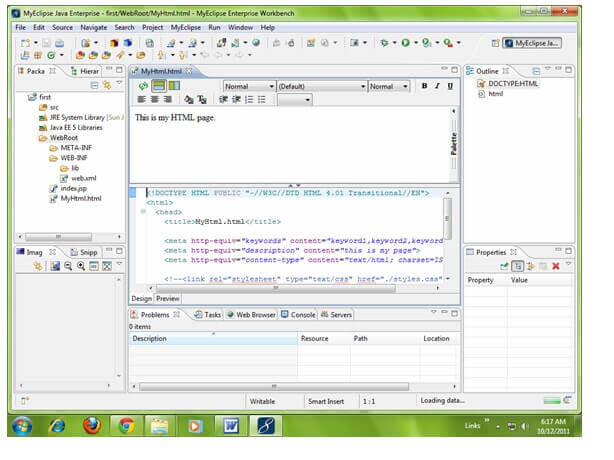 MyEclipse Java Enterprise - first/WebRoot/MyHtml.html - MyEclipse Enterprise Workbench
File Edit Source Navigate Search Project MyEclipse Run Window Help
MyEclipse Ja...
Packa Hierar
MyHtml.html
Outline
Normal (Default) Normal B I U
first
src
JRE System Library [Sun J
Java EE 5 Libraries
WebRoot
META-INF
WEB-INF
lib
web.xml
index.jsp
MyHtml.html
This is my HTML page.
Palette
DOCTYPE:HTML
html
<!DOCTYPE HTML PUBLIC "-//W3C//DTD HTML 4.01 Transitional//EN">
<html>
<head>
<title>MyHtml.html</title>
<meta http-equiv="keywords" content="keyword1,keyword2,keyword
<meta http-equiv="description" content="this is my page">
<meta http-equiv="content-type" content="text/html; charset=IS
<!--<link rel="stylesheet" type="text/css" href="./styles.css"
Design Preview
Imag Snipp
Properties
Property Value
Problems Tasks Web Browser Console Servers
0 items
Description Resource Path Location
Writable Smart Insert 1 : 1 Loading data...
Links
6:17 AM
10/12/2011